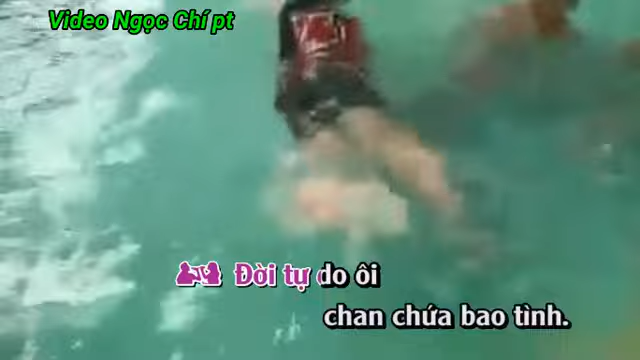 Video Ngọc Chí pt
Đời tự do ôi
chan chứa bao tình.